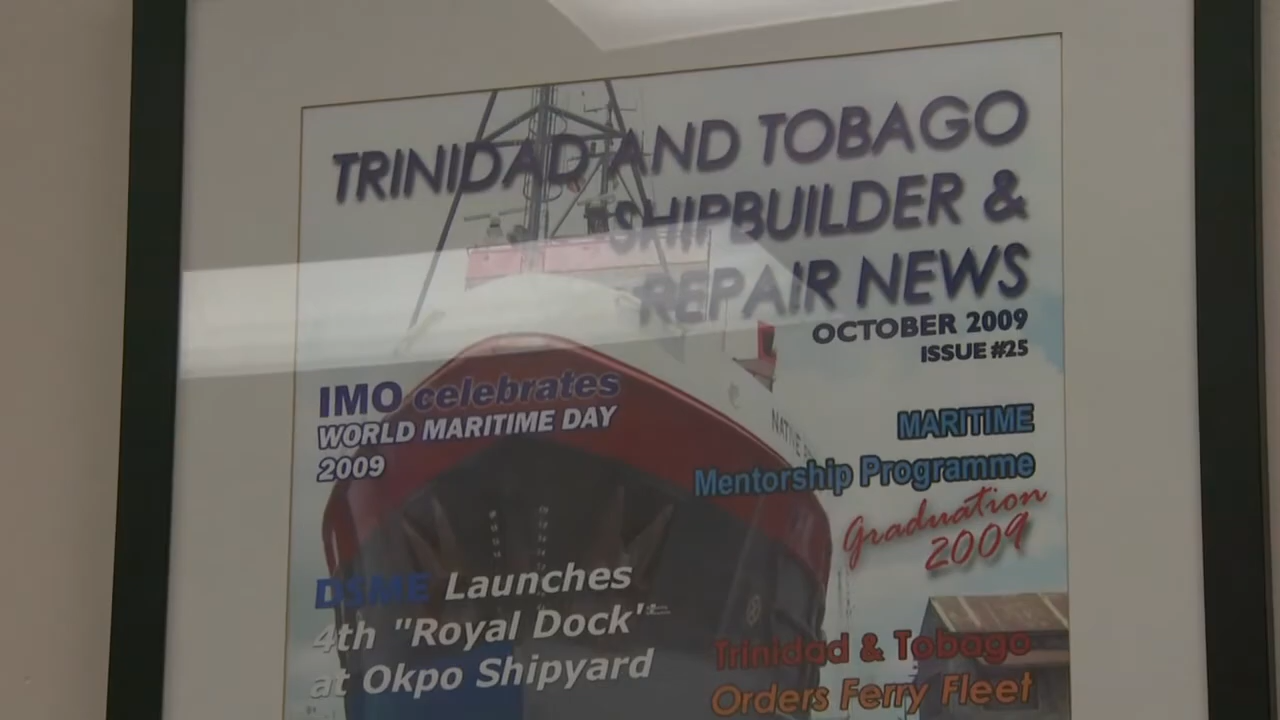 TRINIDAD AND TOBAGO
SHIPBUILDER &
REPAIR NEWS
OCTOBER 2009
ISSUE #25
IMO celebrates
WORLD MARITIME DAY
2009
NATIVE
MARITIME
Mentorship Programme
Graduation
2009
DSME Launches
4th "Royal Dock"
at Okpo Shipyard
Trinidad & Tobago
Orders Ferry Fleet